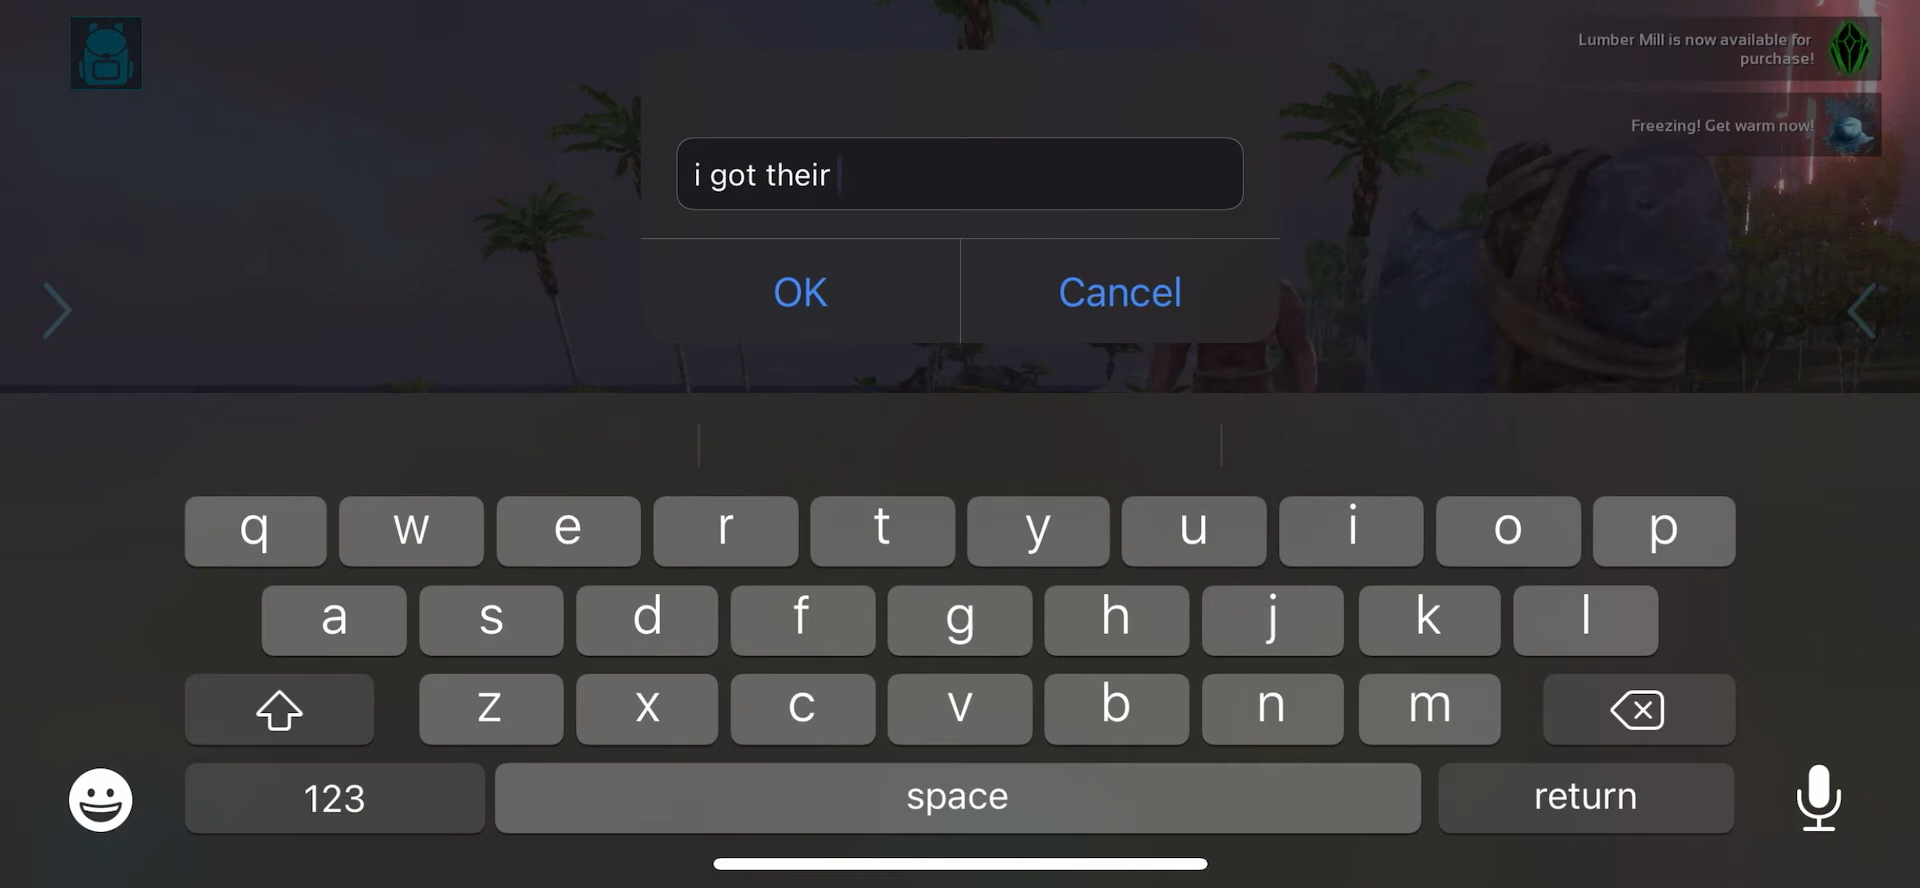 Lumber Mill is now available for
purchase!
Freezing! Get warm now!
i got their
OK Cancel
q w e r t y u i o p
a s d f g h j k l
z x c v b n m
123 space return